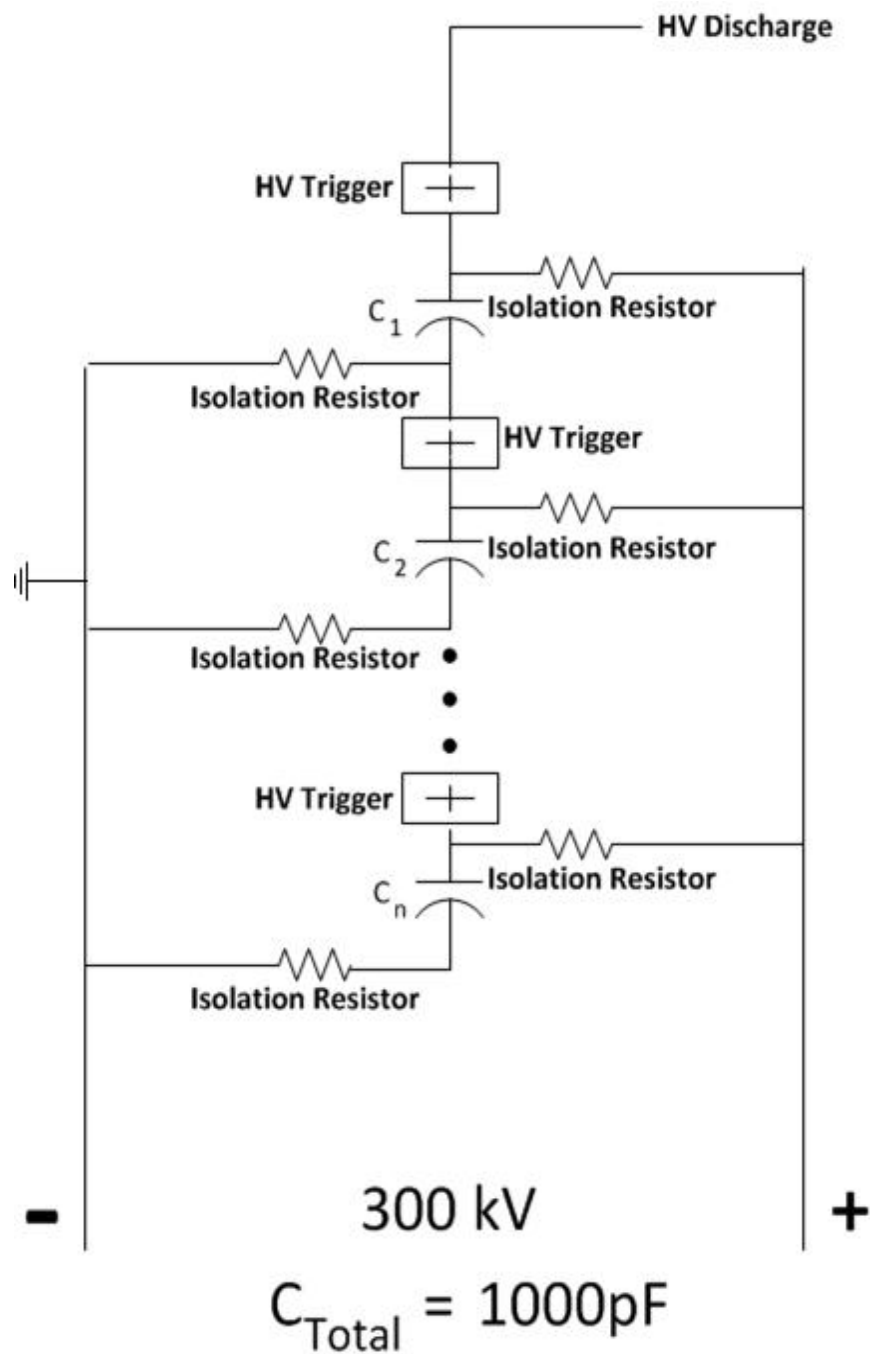 HV Discharge
HV Trigger
C1
Isolation Resistor
Isolation Resistor
HV Trigger
C2
Isolation Resistor
Isolation Resistor
HV Trigger
Cn
Isolation Resistor
Isolation Resistor
- 300 kV +
CTotal = 1000pF